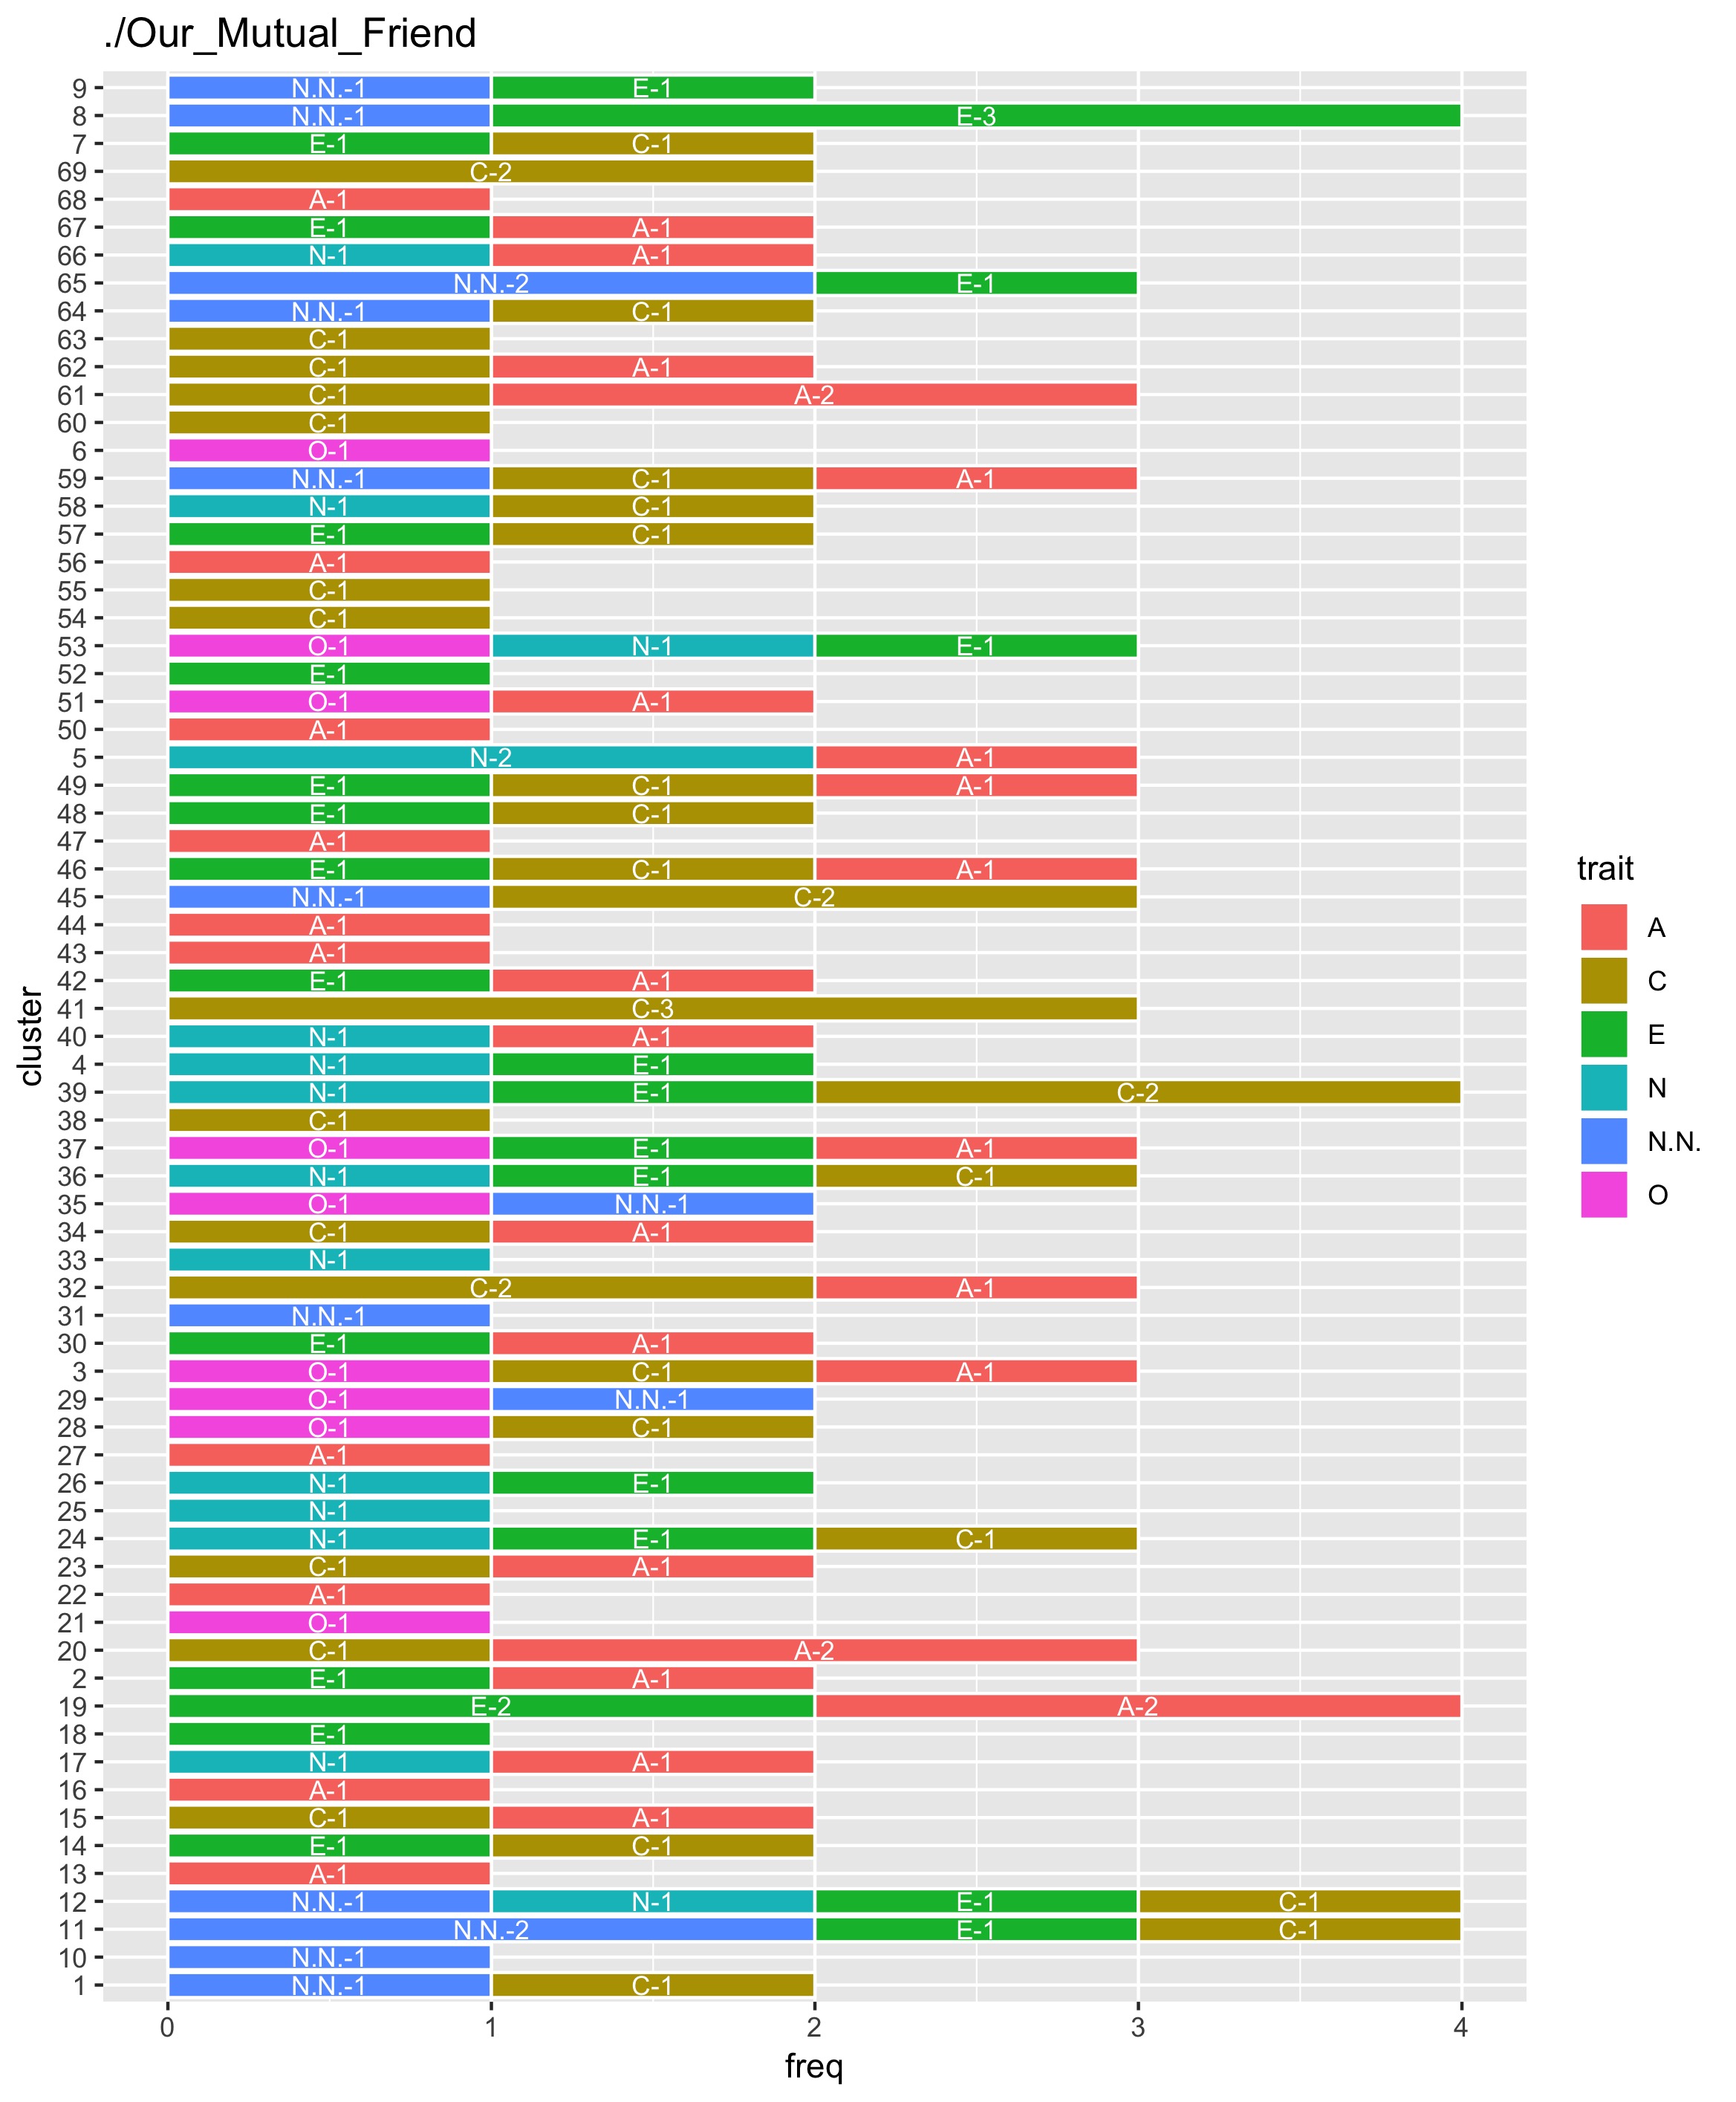 ./Our_Mutual_Friend
9 N.N.-1 E-1
8 N.N.-1 E-3
7 E-1 C-1
69 C-2
68 A-1
67 E-1 A-1
66 N-1 A-1
65 N.N.-2 E-1
64 N.N.-1 C-1
63 C-1
62 C-1 A-1
61 C-1 A-2
60 C-1
6 O-1
59 N.N.-1 C-1 A-1
58 N-1 C-1
57 E-1 C-1
56 A-1
55 C-1
54 C-1
53 O-1 N-1 E-1
52 E-1
51 O-1 A-1
50 A-1
5 N-2 A-1
49 E-1 C-1 A-1
48 E-1 C-1
47 A-1
46 E-1 C-1 A-1
45 N.N.-1 C-2
44 A-1
43 A-1
42 E-1 A-1
41 C-3
40 N-1 A-1
4 N-1 E-1
39 N-1 E-1 C-2
38 C-1
37 O-1 E-1 A-1
36 N-1 E-1 C-1
35 O-1 N.N.-1
34 C-1 A-1
33 N-1
32 C-2 A-1
31 N.N.-1
30 E-1 A-1
3 O-1 C-1 A-1
29 O-1 N.N.-1
28 O-1 C-1
27 A-1
26 N-1 E-1
25 N-1
24 N-1 E-1 C-1
23 C-1 A-1
22 A-1
21 O-1
20 C-1 A-2
2 E-1 A-1
19 E-2 A-2
18 E-1
17 N-1 A-1
16 A-1
15 C-1 A-1
14 E-1 C-1
13 A-1
12 N.N.-1 N-1 E-1 C-1
11 N.N.-2 E-1 C-1
10 N.N.-1
1 N.N.-1 C-1
0 1 2 3 4
freq
cluster
trait
A
C
E
N
N.N.
O